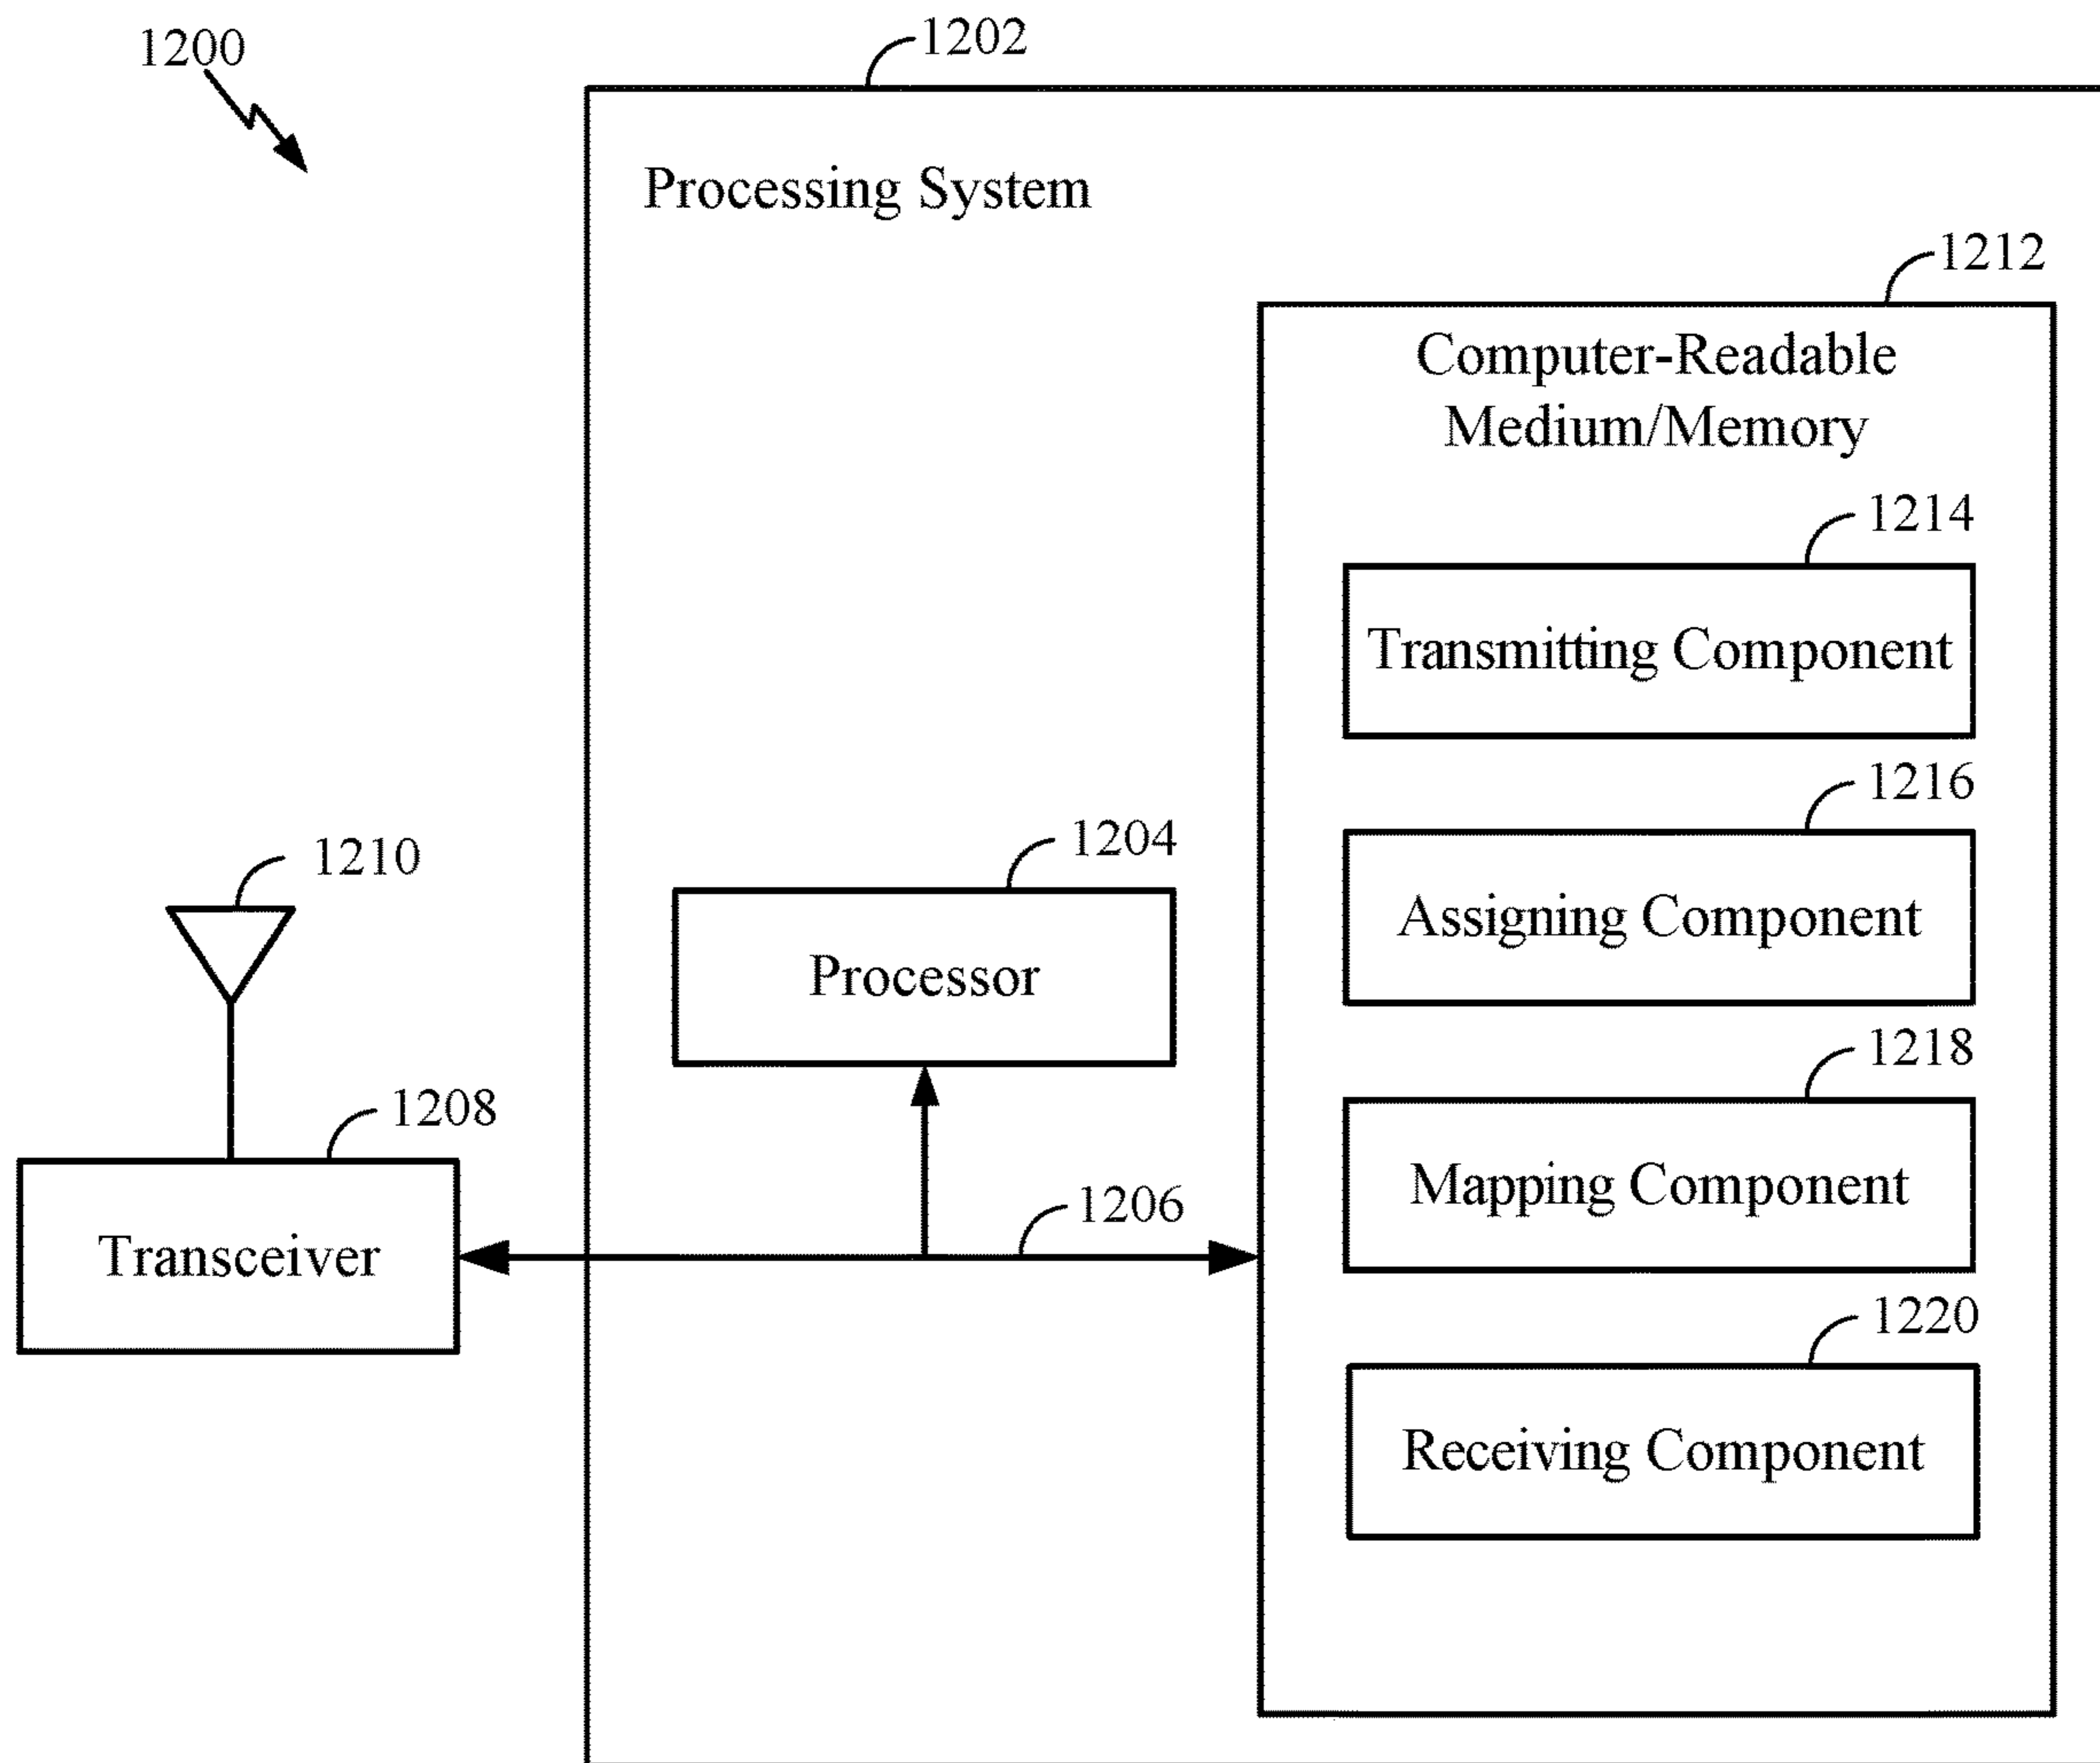 1200
1202
Processing System
1212
Computer-Readable
Medium/Memory
1214
Transmitting Component
1216
Assigning Component
1210
1204
Processor
1218
Mapping Component
1208
Transceiver
1206
1220
Receiving Component